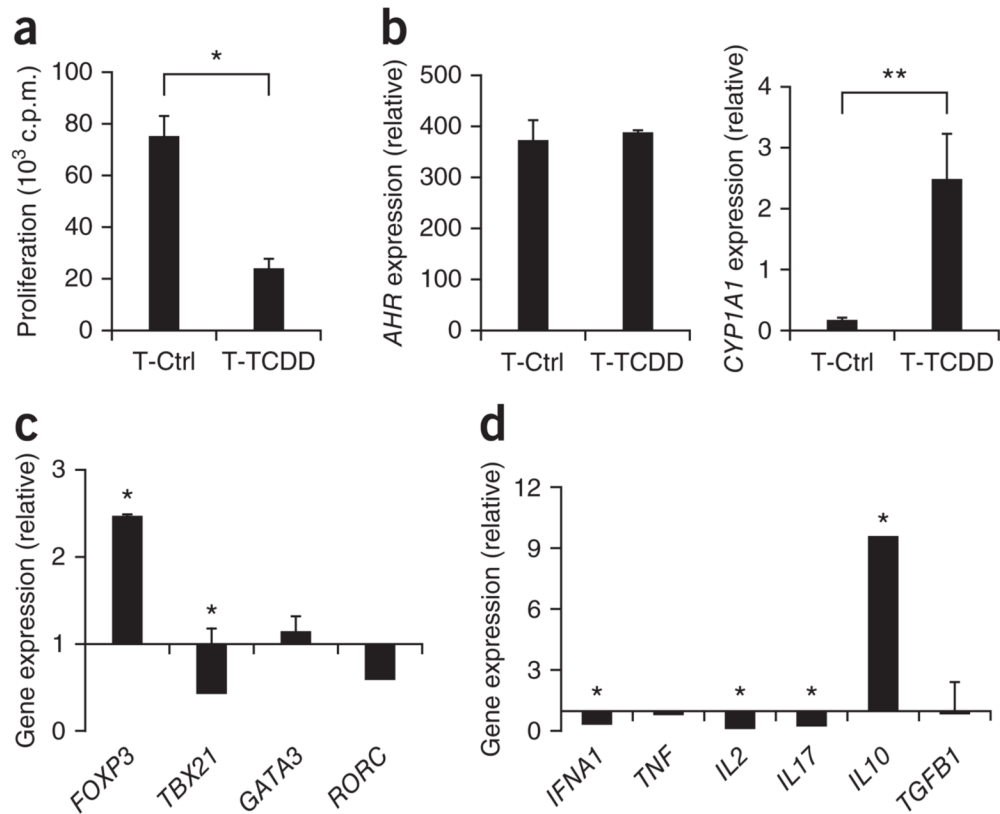 a
Proliferation (10³ c.p.m.)
100
80
60
40
20
0
*
T-Ctrl T-TCDD
b
AHR expression (relative)
500
400
300
200
100
0
T-Ctrl T-TCDD
CYP1A1 expression (relative)
4
3
2
1
0
**
T-Ctrl T-TCDD
c
Gene expression (relative)
3
2
1
0
*
*
FOXP3
TBX21
GATA3
RORC
d
Gene expression (relative)
12
9
6
3
0
*
*
*
*
IFNA1
TNF
IL2
IL17
IL10
TGFB1